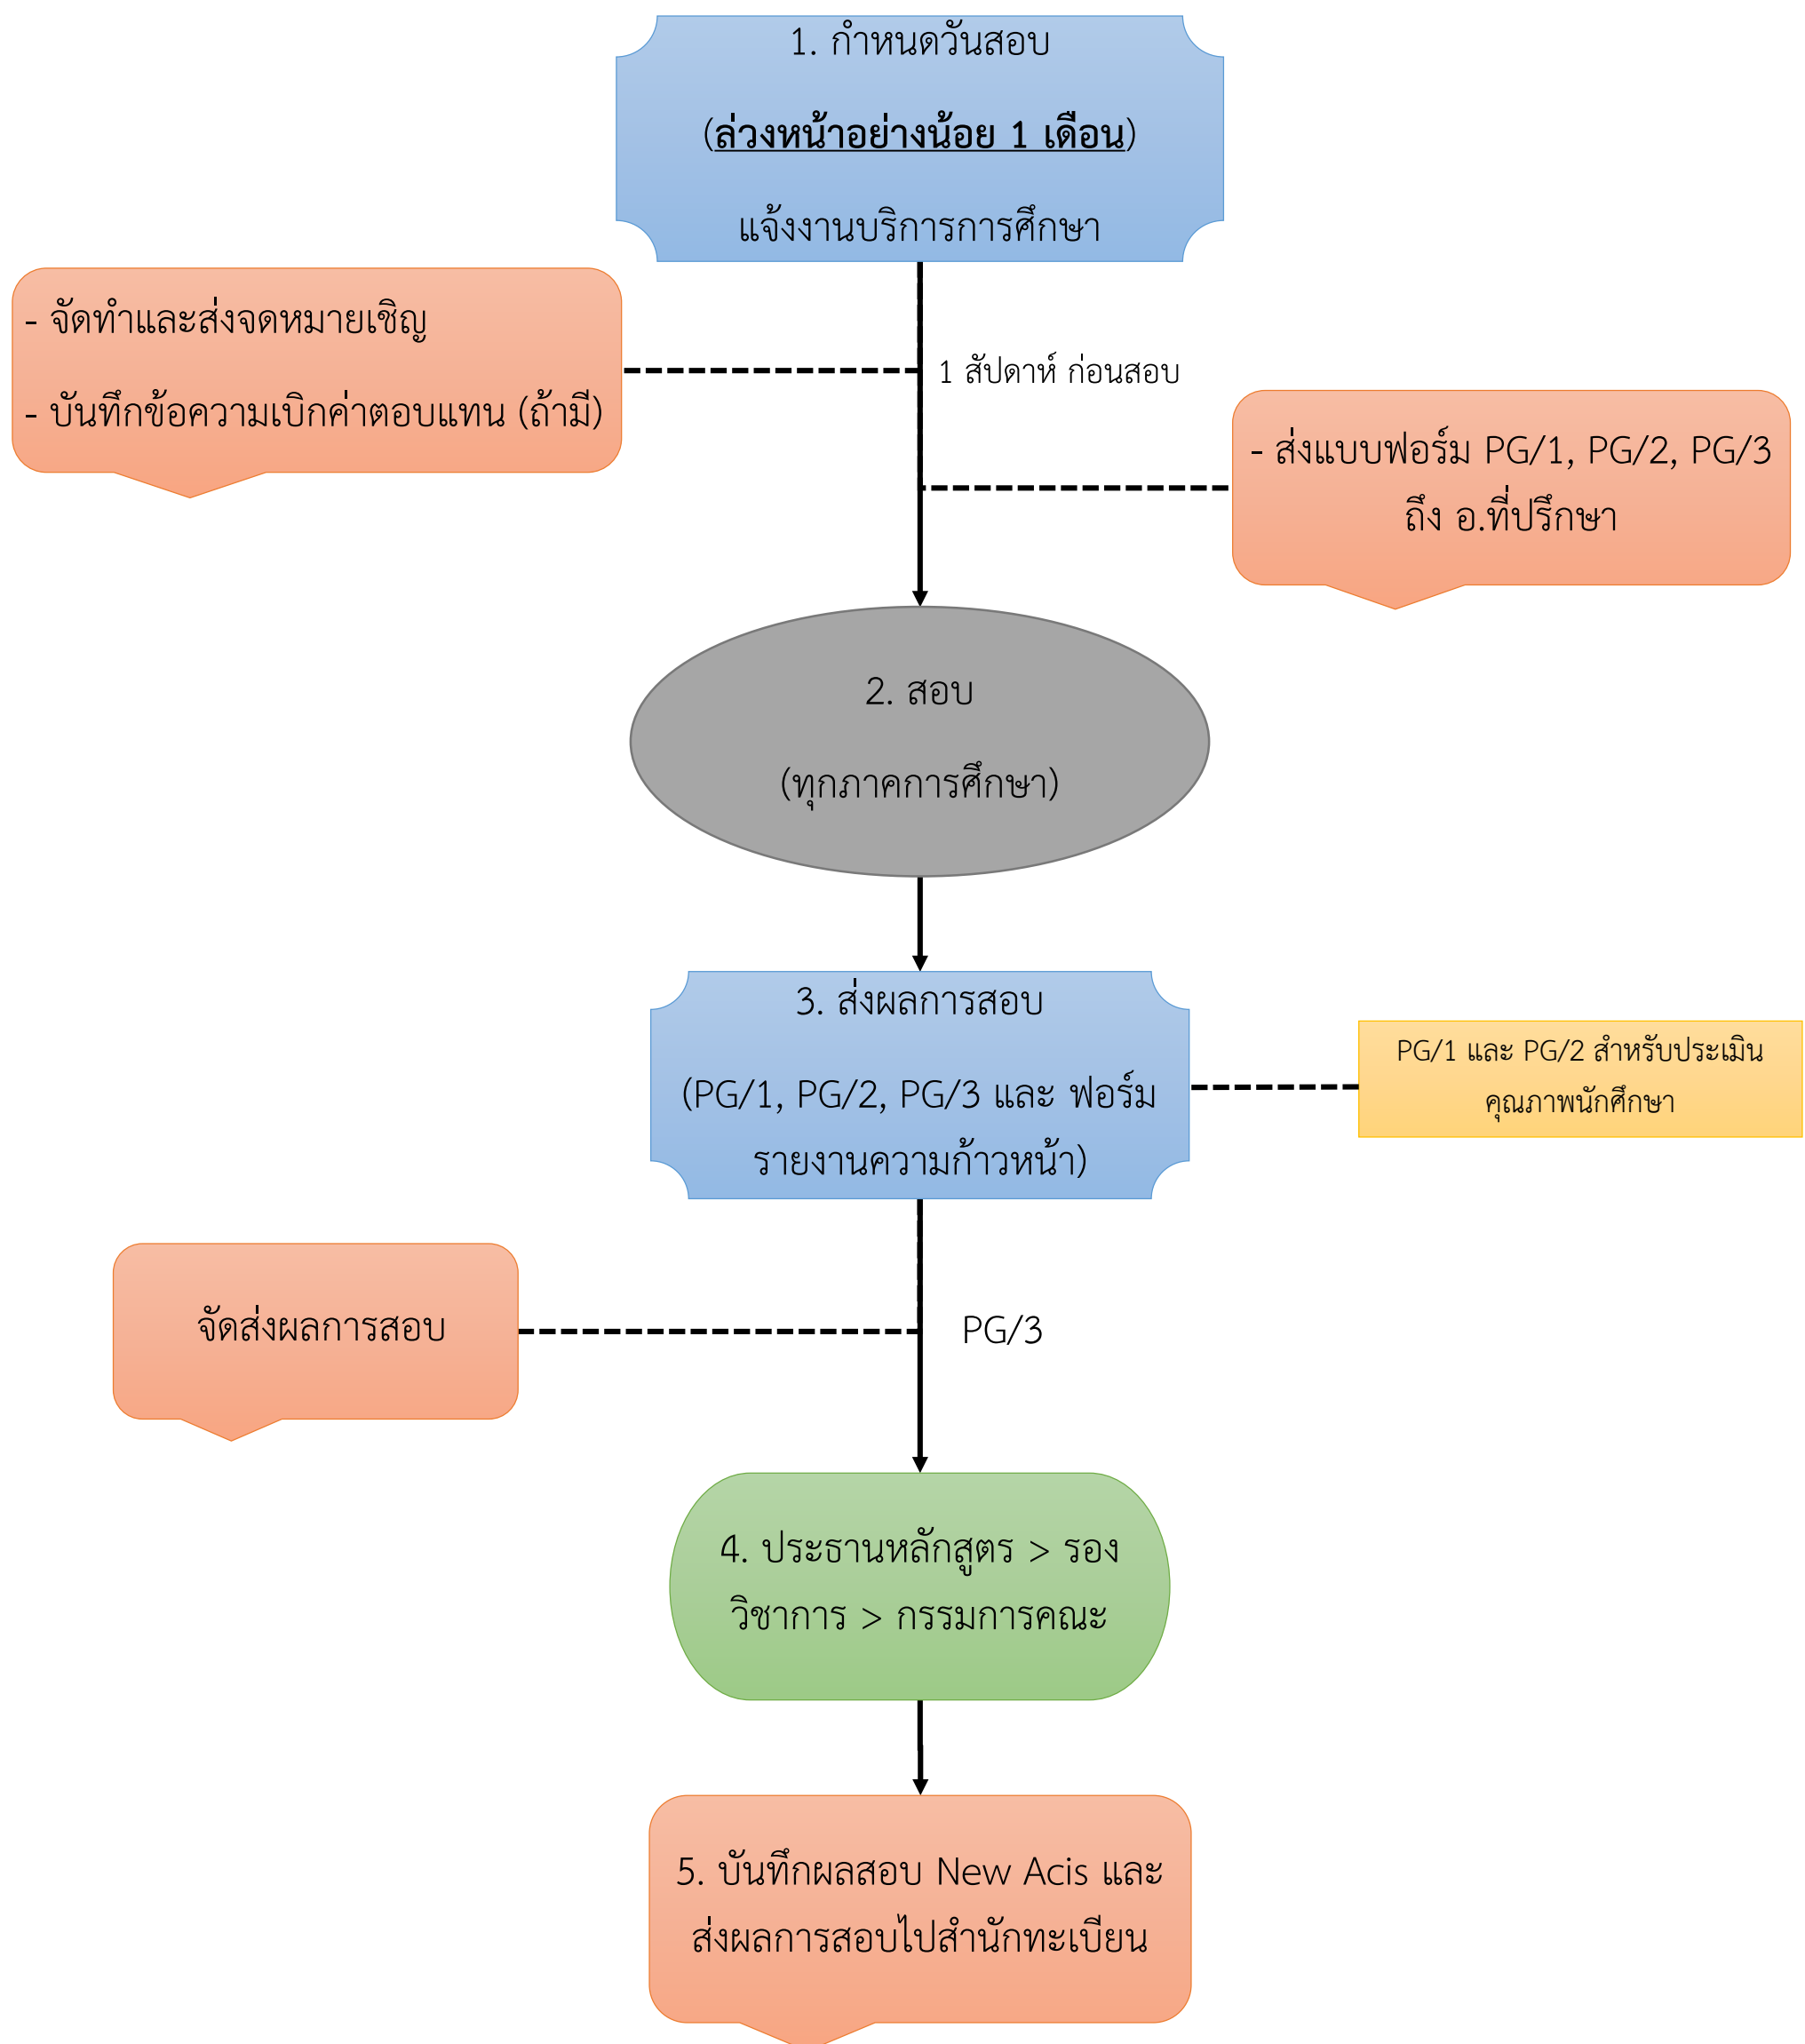 1. กำหนดวันสอบ
(ล่วงหน้าอย่างน้อย 1 เดือน)
แจ้งงานบริการการศึกษา
- จัดทำและส่งจดหมายเชิญ
- บันทึกข้อความเบิกค่าตอบแทน (ถ้ามี)
1 สัปดาห์ ก่อนสอบ
- ส่งแบบฟอร์ม PG/1, PG/2, PG/3
ถึง อ.ที่ปรึกษา
2. สอบ
(ทุกภาคการศึกษา)
3. ส่งผลการสอบ
(PG/1, PG/2, PG/3 และ ฟอร์ม
รายงานความก้าวหน้า)
PG/1 และ PG/2 สำหรับประเมิน
คุณภาพนักศึกษา
จัดส่งผลการสอบ
PG/3
4. ประธานหลักสูตร > รอง
วิชาการ > กรรมการคณะ
5. บันทึกผลสอบ New Acis และ
ส่งผลการสอบไปสำนักทะเบียน